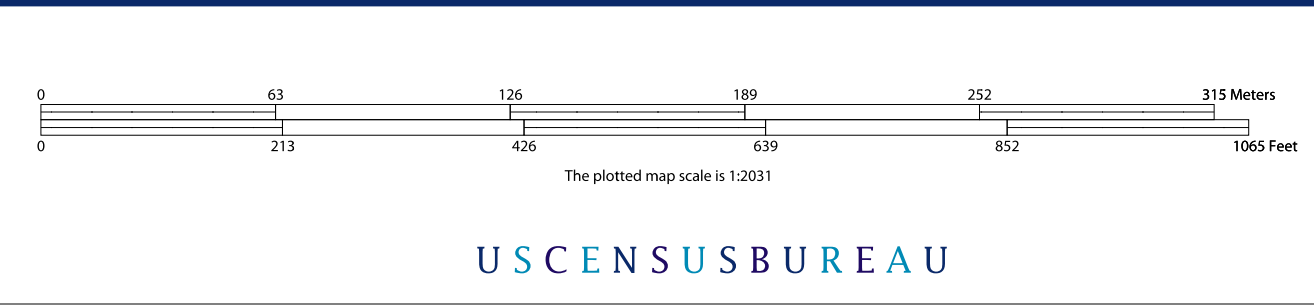 0 63 126 189 252 315 Meters
0 213 426 639 852 1065 Feet
The plotted map scale is 1:2031
USCENSUSBUREAU